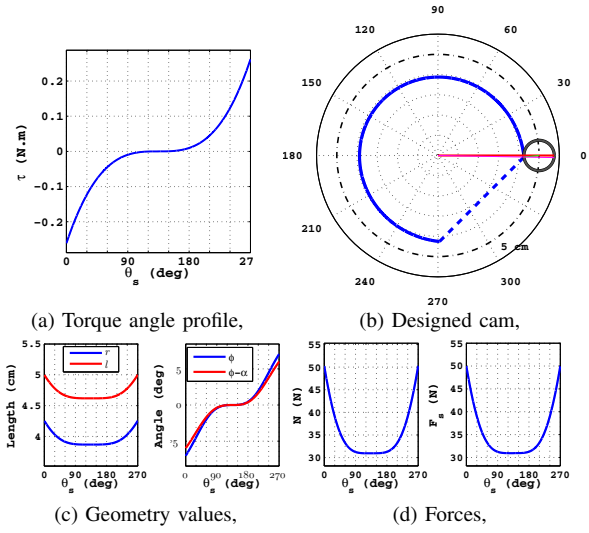 0.2
0.1
0
-0.1
-0.2
τ (N.m)
0 90 180 27
θs (deg)
90
120 60
150 30
180 0
210
240 300
270
5 cm
(a) Torque angle profile,
(b) Designed cam,
5.5
5
4.5
4
Length (cm)
r
l
0 90 180 270
θs (deg)
5
0
Angle (deg)
ϕ
ϕ-α
0 90 180 270
θs (deg)
55
50
45
40
35
30
N (N)
0 90 180 270
θs (deg)
55
50
45
40
35
30
Fs (N)
0 90 180 270
θs (deg)
(c) Geometry values,
(d) Forces,